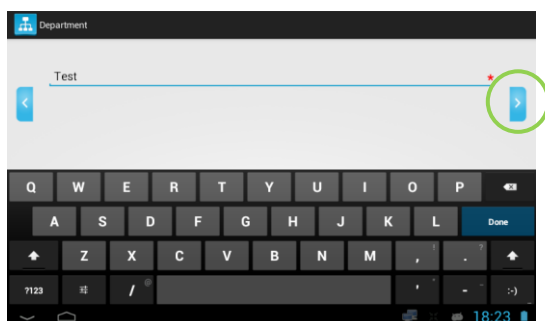 Department
Test *
< >
Q W E R T Y U I O P
A S D F G H J K L Done
Z X C V B N M , ! . ?
?123 / @ ' - :-)
18:23